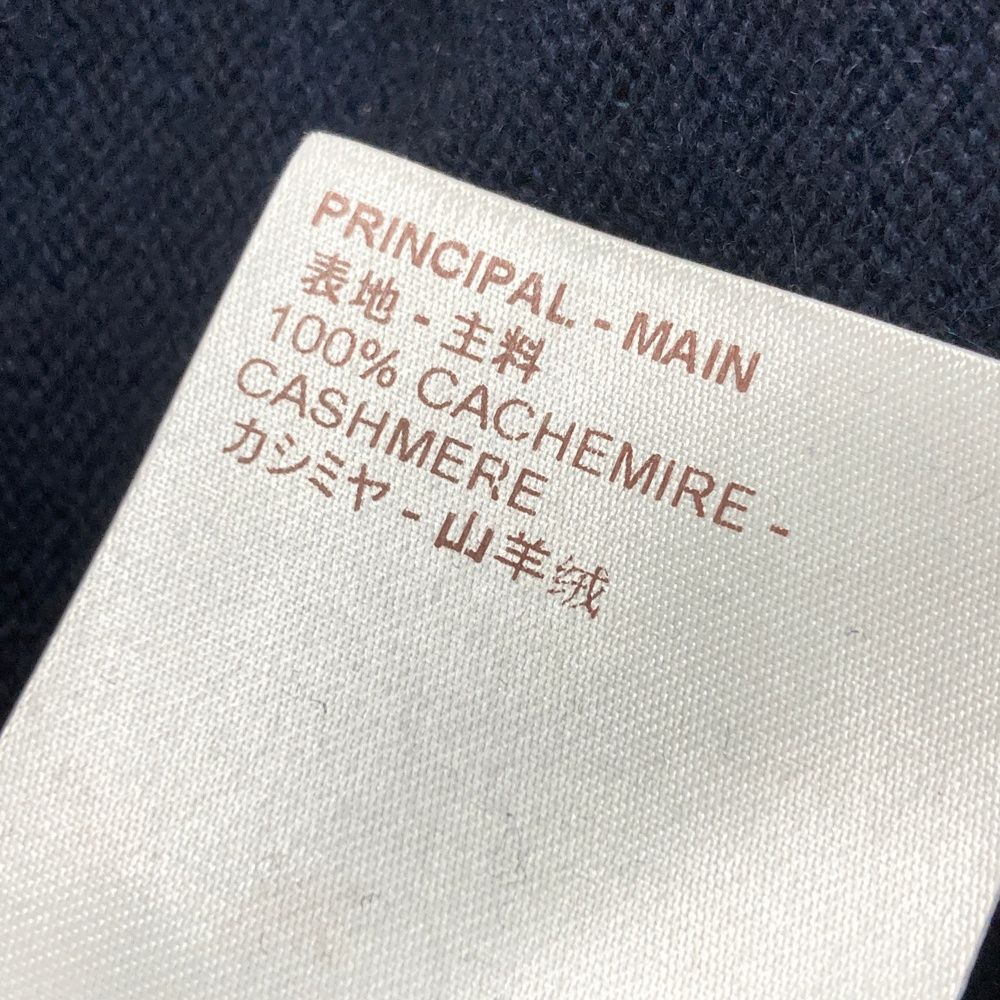 PRINCIPAL - MAIN
表地 - 主料
100% CACHEMIRE -
CASHMERE
カシミヤ - 山羊绒